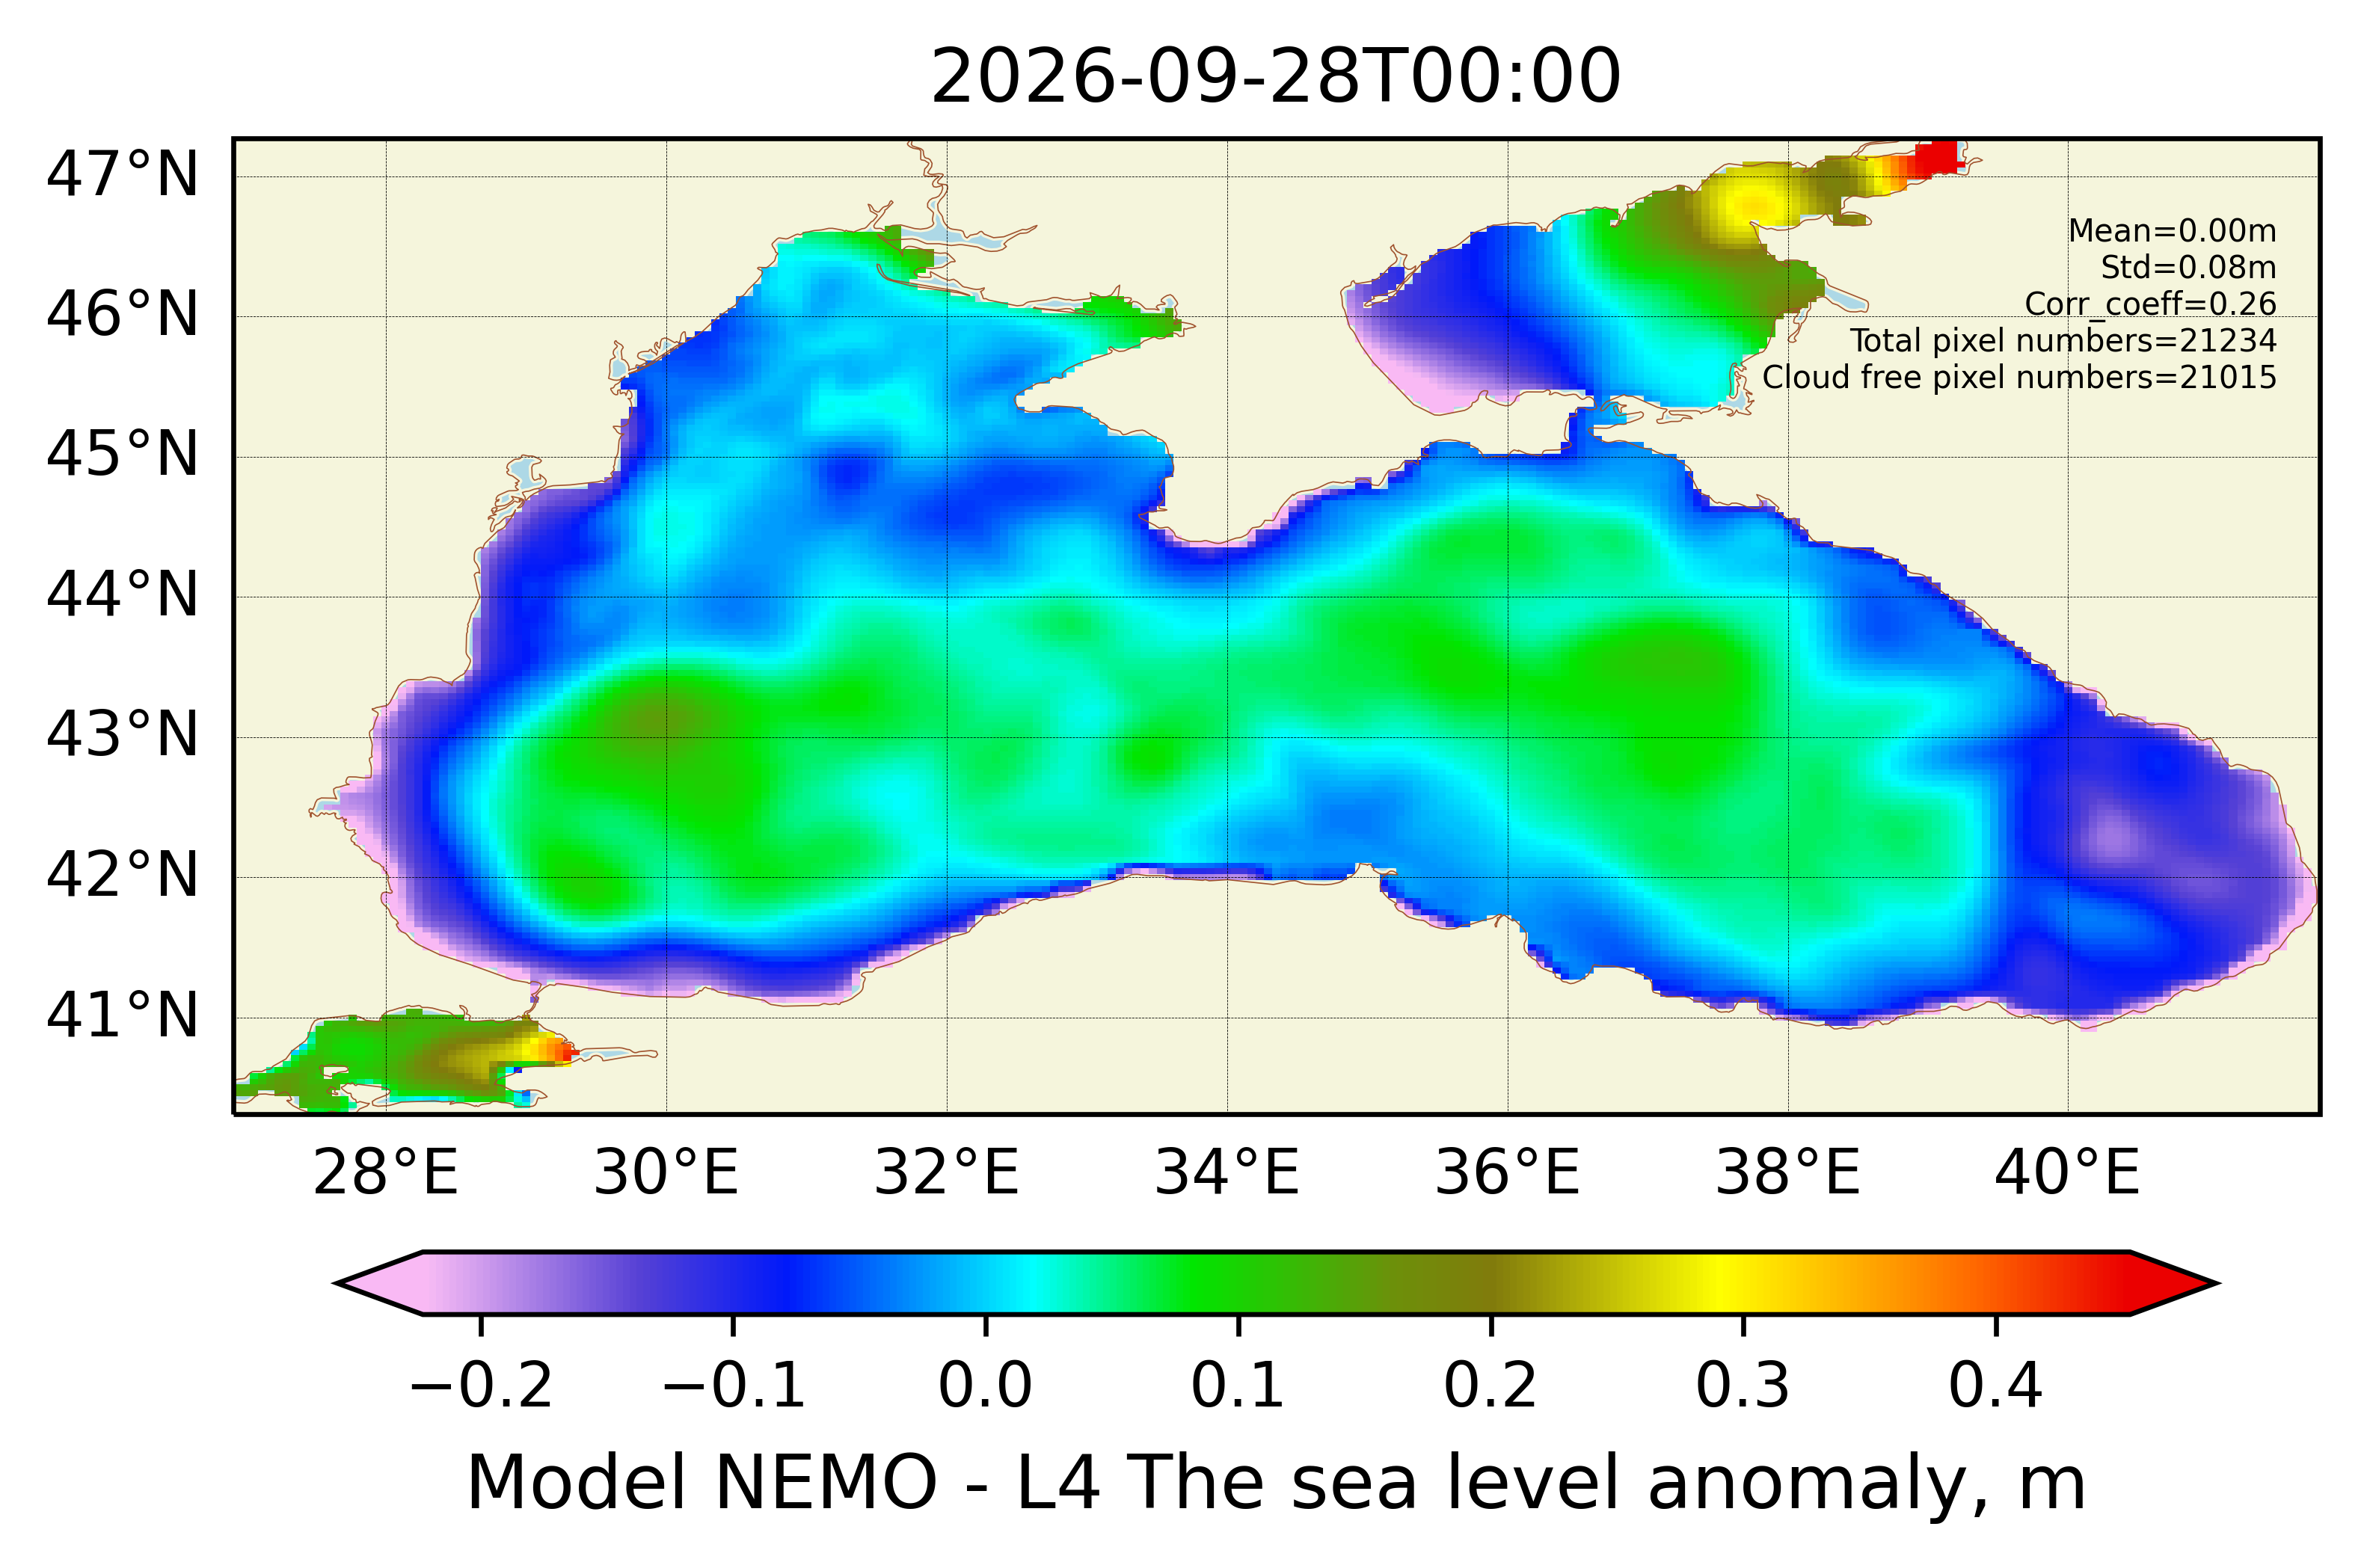 2026-09-28T00:00
47°N
46°N
45°N
44°N
43°N
42°N
41°N
Mean=0.00m
Std=0.08m
Corr_coeff=0.26
Total pixel numbers=21234
Cloud free pixel numbers=21015
28°E 30°E 32°E 34°E 36°E 38°E 40°E
−0.2 −0.1 0.0 0.1 0.2 0.3 0.4
Model NEMO - L4 The sea level anomaly, m